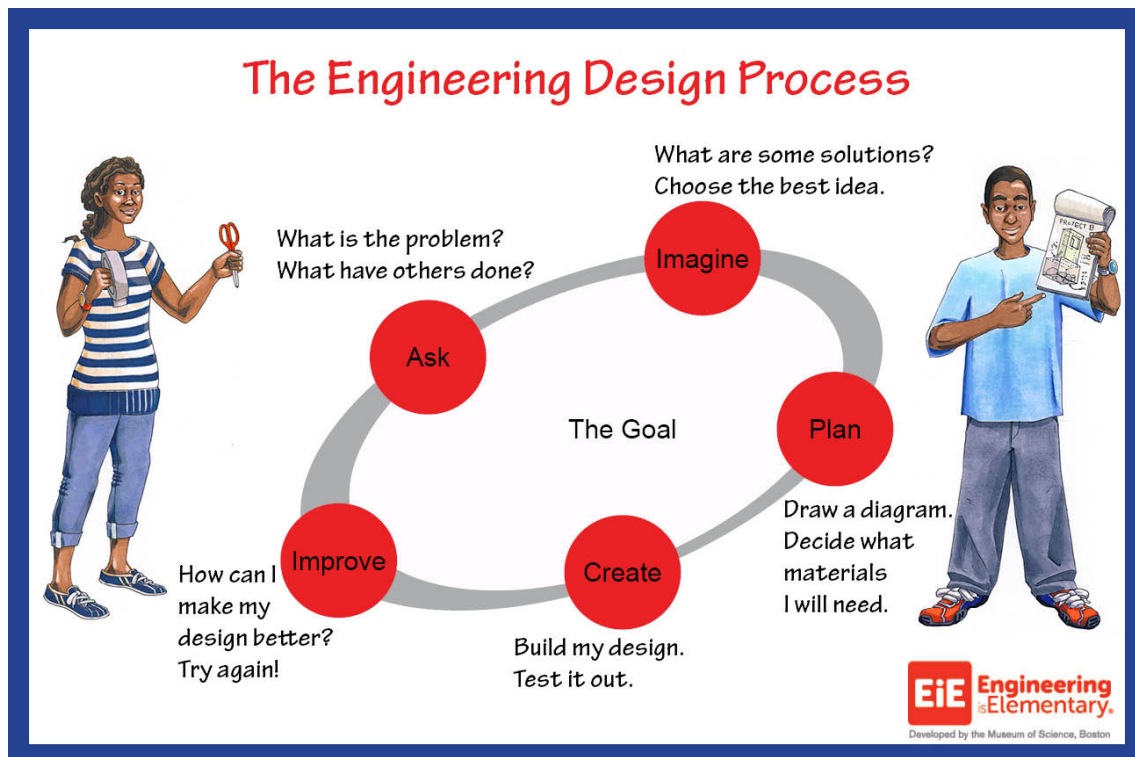 The Engineering Design Process
What are some solutions?
Choose the best idea.
Imagine
What is the problem?
What have others done?
Ask
PROJECT B
The Goal
Plan
Draw a diagram.
Decide what
materials
I will need.
Create
Build my design.
Test it out.
Improve
How can I
make my
design better?
Try again!
EiE
Engineering
isElementary®
Developed by the Museum of Science, Boston